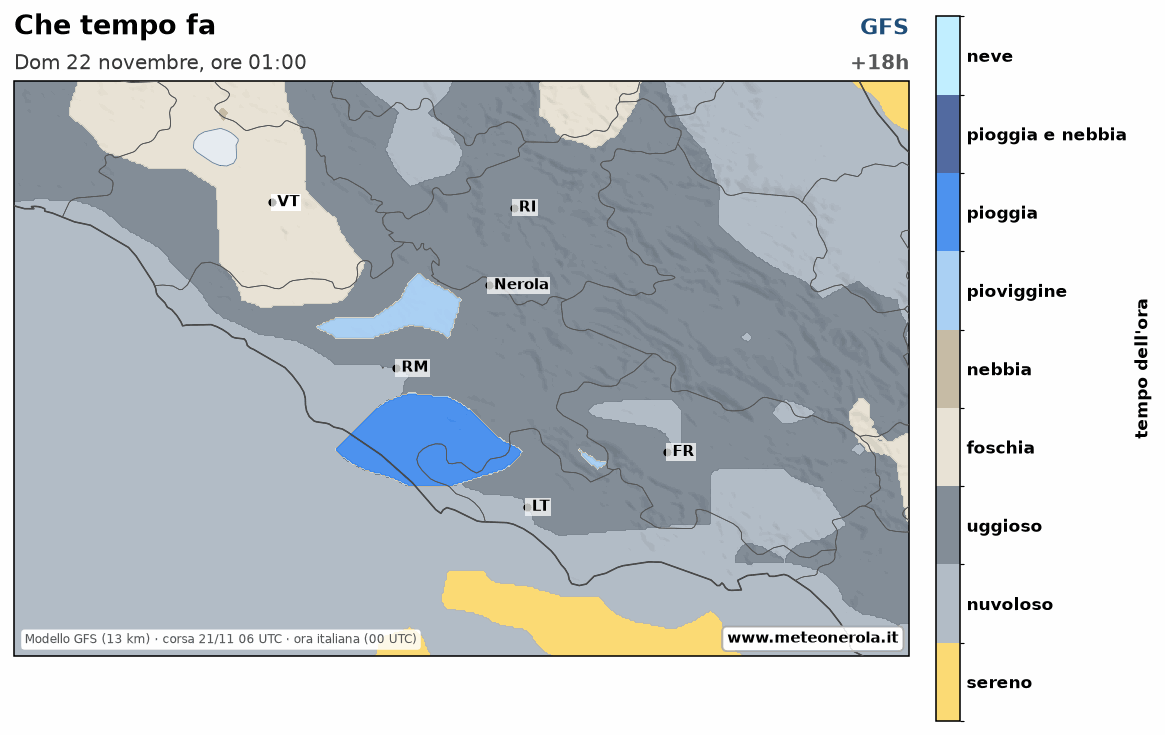 Che tempo fa
GFS
Dom 22 novembre, ore 01:00
+18h
VT
RI
Nerola
RM
FR
LT
Modello GFS (13 km) · corsa 21/11 06 UTC · ora italiana (00 UTC)
www.meteonerola.it
neve
pioggia e nebbia
pioggia
pioviggine
nebbia
foschia
uggioso
nuvoloso
sereno
tempo dell'ora